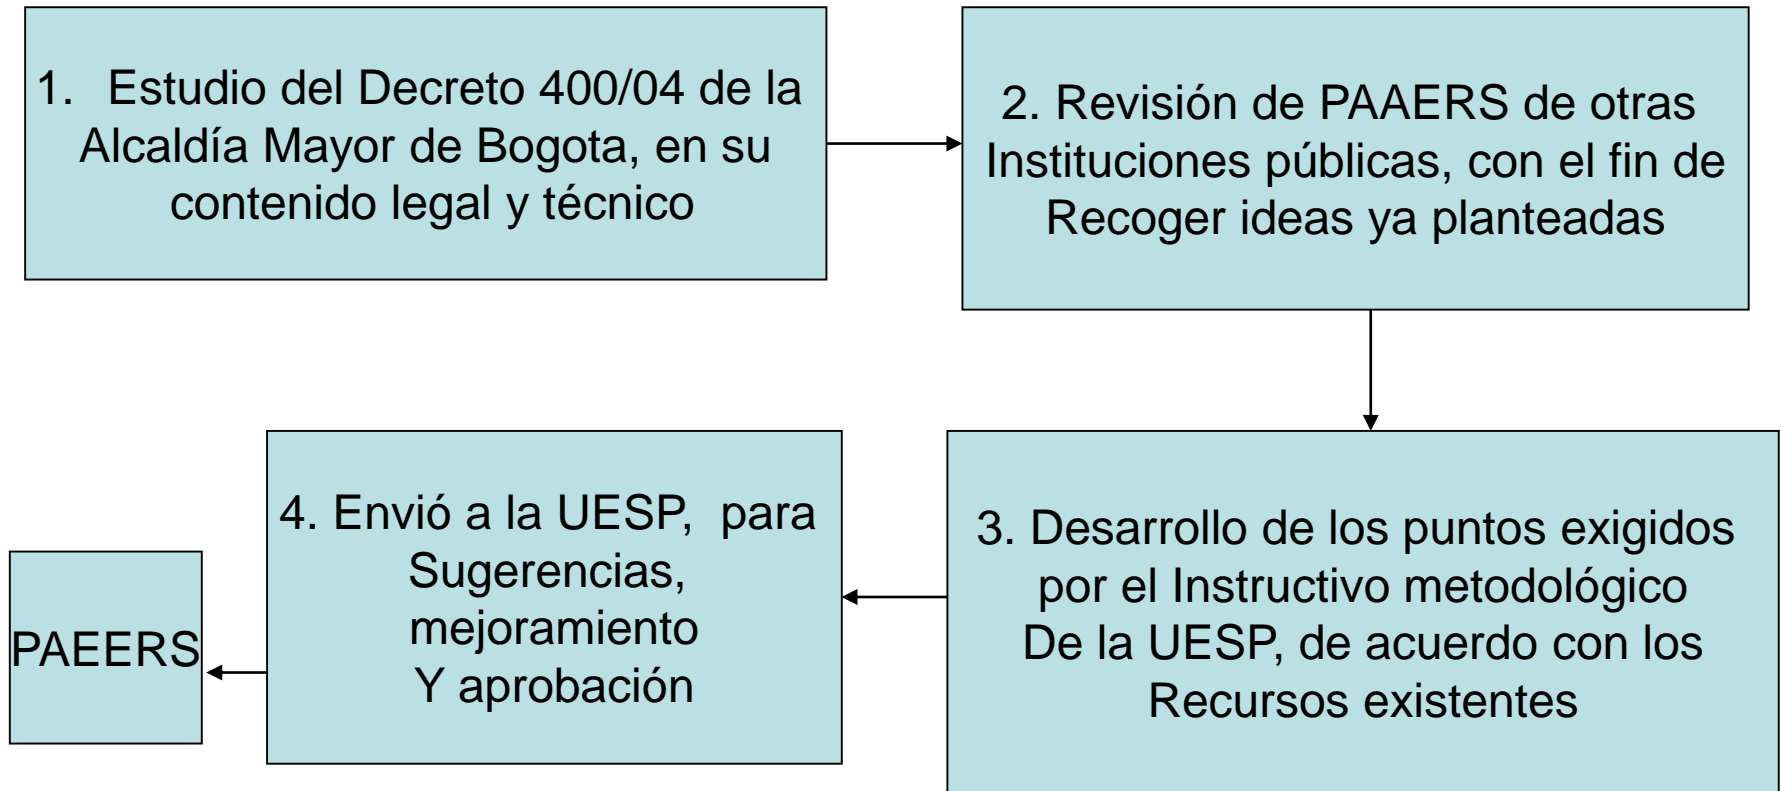 1. Estudio del Decreto 400/04 de la
Alcaldía Mayor de Bogota, en su
contenido legal y técnico
2. Revisión de PAAERS de otras
Instituciones públicas, con el fin de
Recoger ideas ya planteadas
3. Desarrollo de los puntos exigidos
por el Instructivo metodológico
De la UESP, de acuerdo con los
Recursos existentes
4. Envió a la UESP, para
Sugerencias,
mejoramiento
Y aprobación
PAEERS